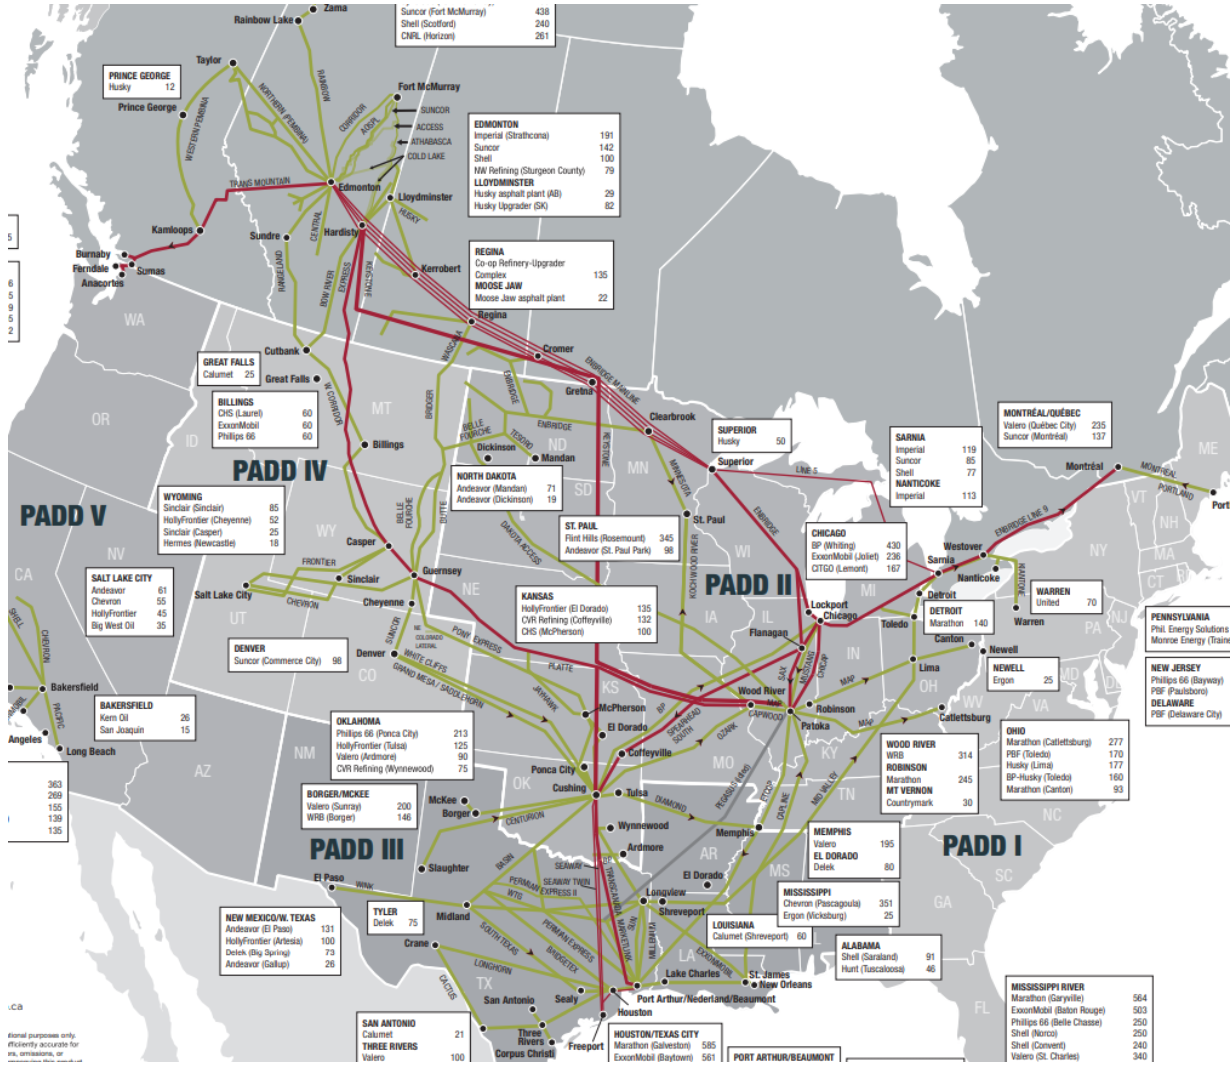 Zama
Rainbow Lake
Suncor (Fort McMurray) 438
Shell (Scotford) 240
CNRL (Horizon) 261
Taylor
PRINCE GEORGE
Husky 12
Prince George
WESTERN PEMBINA
NORTHERN (PEMBINA)
RAINBOW
CORRIDOR
AOSPL
Fort McMurray
SUNCOR
ACCESS
ATHABASCA
COLD LAKE
EDMONTON
Imperial (Strathcona) 191
Suncor 142
Shell 100
NW Refining (Sturgeon County) 79
LLOYDMINSTER
Husky asphalt plant (AB) 29
Husky Upgrader (SK) 82
TRANS MOUNTAIN
Edmonton
Lloydminster
HUSKY
Kamloops
Sundre
CENTRAL
Hardisty
Burnaby
Ferndale
Sumas
Anacortes
RANGELAND
BOW RIVER
EXPRESS
KEYSTONE
Kerrobert
REGINA
Co-op Refinery-Upgrader
Complex 135
MOOSE JAW
Moose Jaw asphalt plant 22
5
6
5
9
5
2
WA
Regina
WASCANA
Cromer
ENBRIDGE MAINLINE
Cutbank
GREAT FALLS
Calumet 25
Great Falls
W CORRIDOR
MT
BRIDGER
ENBRIDGE
Gretna
Clearbrook
OR
ID
BILLINGS
CHS (Laurel) 60
ExxonMobil 60
Phillips 66 60
Billings
BELLE
FOURCHE
ENBRIDGE
TESORO
ND
Dickinson
Mandan
KEYSTONE
MN
MINNESOTA
SUPERIOR
Husky 50
Superior
LINE 5
MONTRÉAL/QUÉBEC
Valero (Québec City) 235
Suncor (Montréal) 137
SARNIA
Imperial 119
Suncor 85
Shell 77
NANTICOKE
Imperial 113
Montréal
MONTREAL
PORTLAND
ME
Port
VT
NH
MA
CT
NY
PADD IV
PADD V
NORTH DAKOTA
Andeavor (Mandan) 71
Andeavor (Dickinson) 19
SD
WYOMING
Sinclair (Sinclair) 85
HollyFrontier (Cheyenne) 52
Sinclair (Casper) 25
Hermes (Newcastle) 18
WY
BELLE
FOURCHE
BUTTE
DAKOTA ACCESS
ST. PAUL
Flint Hills (Rosemount) 345
Andeavor (St. Paul Park) 98
St. Paul
KOCH/WOOD RIVER
WI
ENBRIDGE
CHICAGO
BP (Whiting) 430
ExxonMobil (Joliet) 236
CITGO (Lemont) 167
ENBRIDGE LINE 9
Westover
Sarnia
Nanticoke
NV
CA
Casper
FRONTIER
Sinclair
Guernsey
NE
SALT LAKE CITY
Andeavor 61
Chevron 55
HollyFrontier 45
Big West Oil 35
Salt Lake City
CHEVRON
Cheyenne
UT
KANSAS
HollyFrontier (El Dorado) 135
CVR Refining (Coffeyville) 132
CHS (McPherson) 100
PADD II
IA
IL
Lockport
Chicago
MI
Detroit
DETROIT
Marathon 140
Toledo
WARREN
United 70
Warren
PA
NJ
PENNSYLVANIA
Phil. Energy Solutions
Monroe Energy (Traine
SHELL
CHEVRON
SUNCOR
NE
COLORADO
LATERAL
PONY EXPRESS
PLATTE
Flanagan
IN
Canton
Newell
NEWELL
Ergon 25
MD
DENVER
Suncor (Commerce City) 98
Denver
CO
WHITE CLIFFS
GRAND MESA / SADDLEHORN
JAYHAWK
KS
SAX
MUSTANG
CHICAP
MAP
Lima
OH
WV
VA
NEW JERSEY
Phillips 66 (Bayway)
PBF (Paulsboro)
DELAWARE
PBF (Delaware City)
Bakersfield
PACIFIC
BAKERSFIELD
Kern Oil 26
San Joaquin 15
Angeles
Long Beach
McPherson
El Dorado
BP
SPEARHEAD
SOUTH
OZARK
Wood River
MAP
CAPWOOD
Robinson
Patoka
MAP
Catlettsburg
OKLAHOMA
Phillips 66 (Ponca City) 213
HollyFrontier (Tulsa) 125
Valero (Ardmore) 90
CVR Refining (Wynnewood) 75
NM
AZ
OK
Coffeyville
MO
KY
WOOD RIVER
WRB 314
ROBINSON
Marathon 245
MT VERNON
Countrymark 30
OHIO
Marathon (Catlettsburg) 277
PBF (Toledo) 170
Husky (Lima) 177
BP-Husky (Toledo) 160
Marathon (Canton) 93
363
269
155
139
135
Ponca City
Cushing
Tulsa
DIAMOND
ETCOP
CAPLINE
MID VALLEY
TN
NC
BORGER/MCKEE
Valero (Sunray) 200
WRB (Borger) 146
McKee
Borger
CENTURION
Wynnewood
Ardmore
Memphis
AR
MEMPHIS
Valero 195
EL DORADO
Delek 80
PADD I
SC
PADD III
Slaughter
BASIN
SEAWAY
SEAWAY TWIN
El Dorado
MS
GA
El Paso
WINK
PERMIAN EXPRESS II
WTG
TRANSCANADA MARKETLINK
Longview
Shreveport
MISSISSIPPI
Chevron (Pascagoula) 351
Ergon (Vicksburg) 25
NEW MEXICO/W. TEXAS
Andeavor (El Paso) 131
HollyFrontier (Artesia) 100
Delek (Big Spring) 73
Andeavor (Gallup) 26
TYLER
Delek 75
Midland
SOUTH TEXAS
PERMIAN EXPRESS
BRIDGETEX
SUN
MILLENIUM
LOUISIANA
Calumet (Shreveport) 60
AL
ALABAMA
Shell (Saraland) 91
Hunt (Tuscaloosa) 46
Crane
LONGHORN
LA
EXXONMOBIL
CACTUS
TX
Lake Charles
St. James
New Orleans
FL
San Antonio
Sealy
Port Arthur/Nederland/Beaumont
Houston
MISSISSIPPI RIVER
Marathon (Garyville) 564
ExxonMobil (Baton Rouge) 503
Phillips 66 (Belle Chasse) 250
Shell (Norco) 250
Shell (Convent) 240
Valero (St. Charles) 340
.ca
SAN ANTONIO
Calumet 21
THREE RIVERS
Valero 100
Three
Rivers
Corpus Christi
Freeport
HOUSTON/TEXAS CITY
Marathon (Galveston) 585
ExxonMobil (Baytown) 561
PORT ARTHUR/BEAUMONT
tional purposes only.
fficiently accurate for
rs, omissions, or